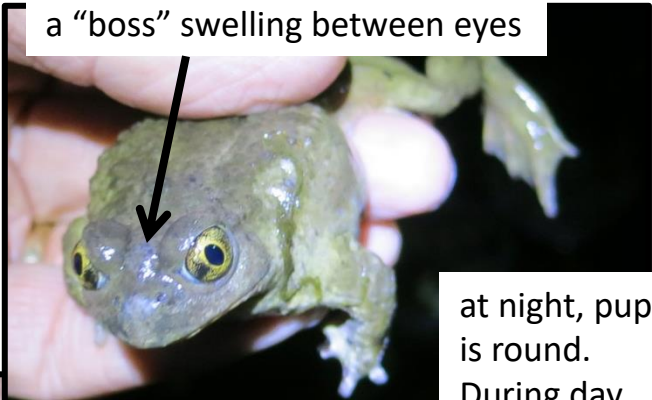 a “boss” swelling between eyes
at night, pup
is round.
During day